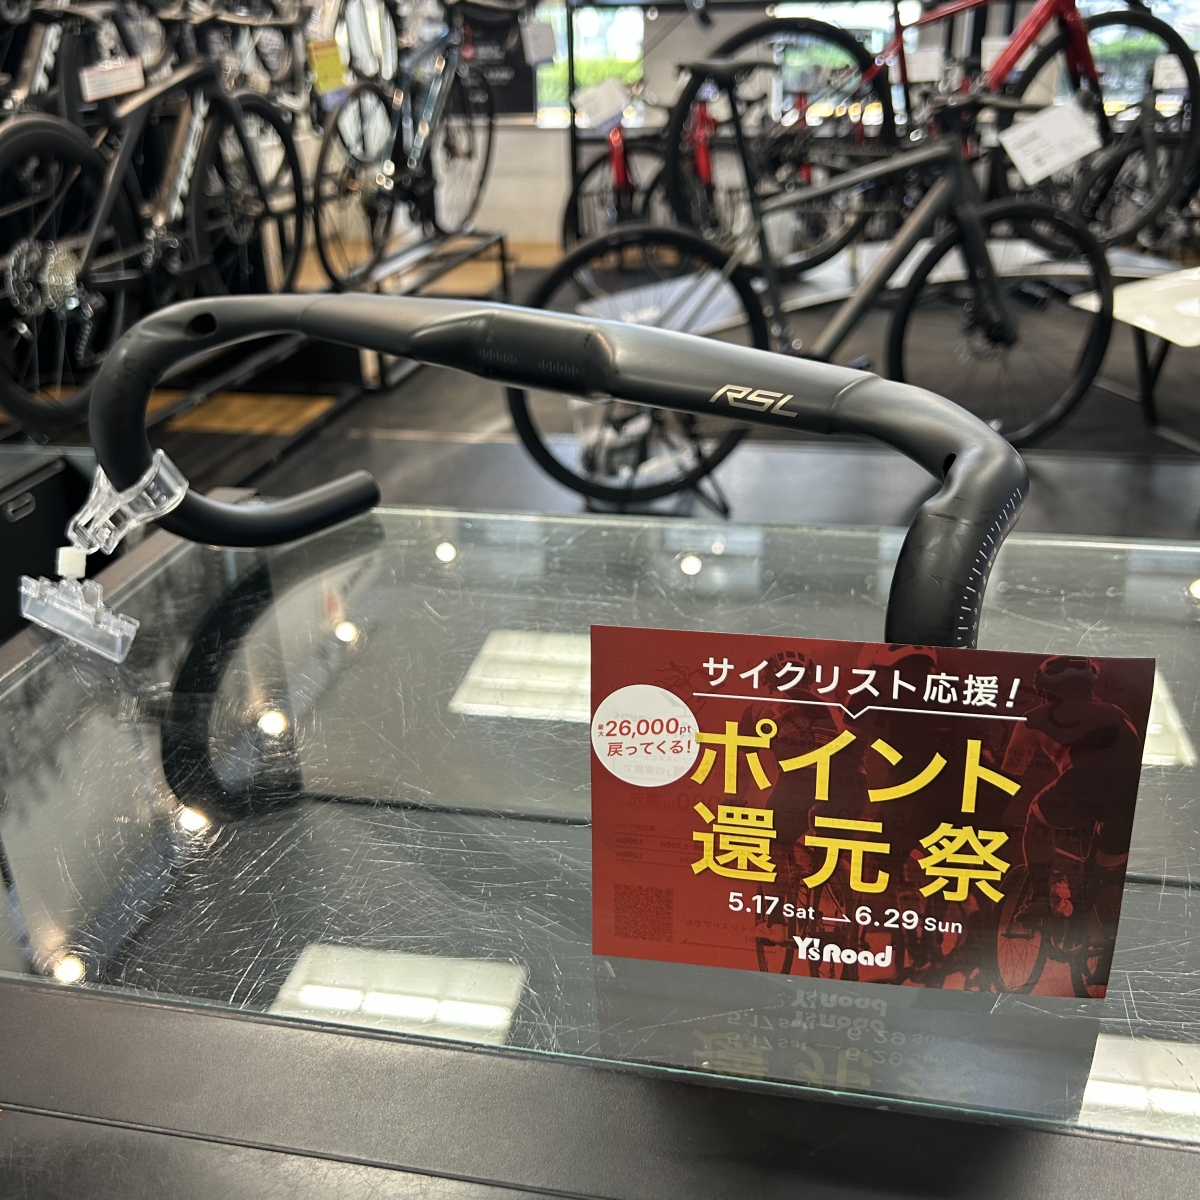 RSL
サイクリスト応援!
最大26,000pt
戻ってくる!
ポイント
還元祭
5.17 Sat → 6.29 Sun
Y'sRoad